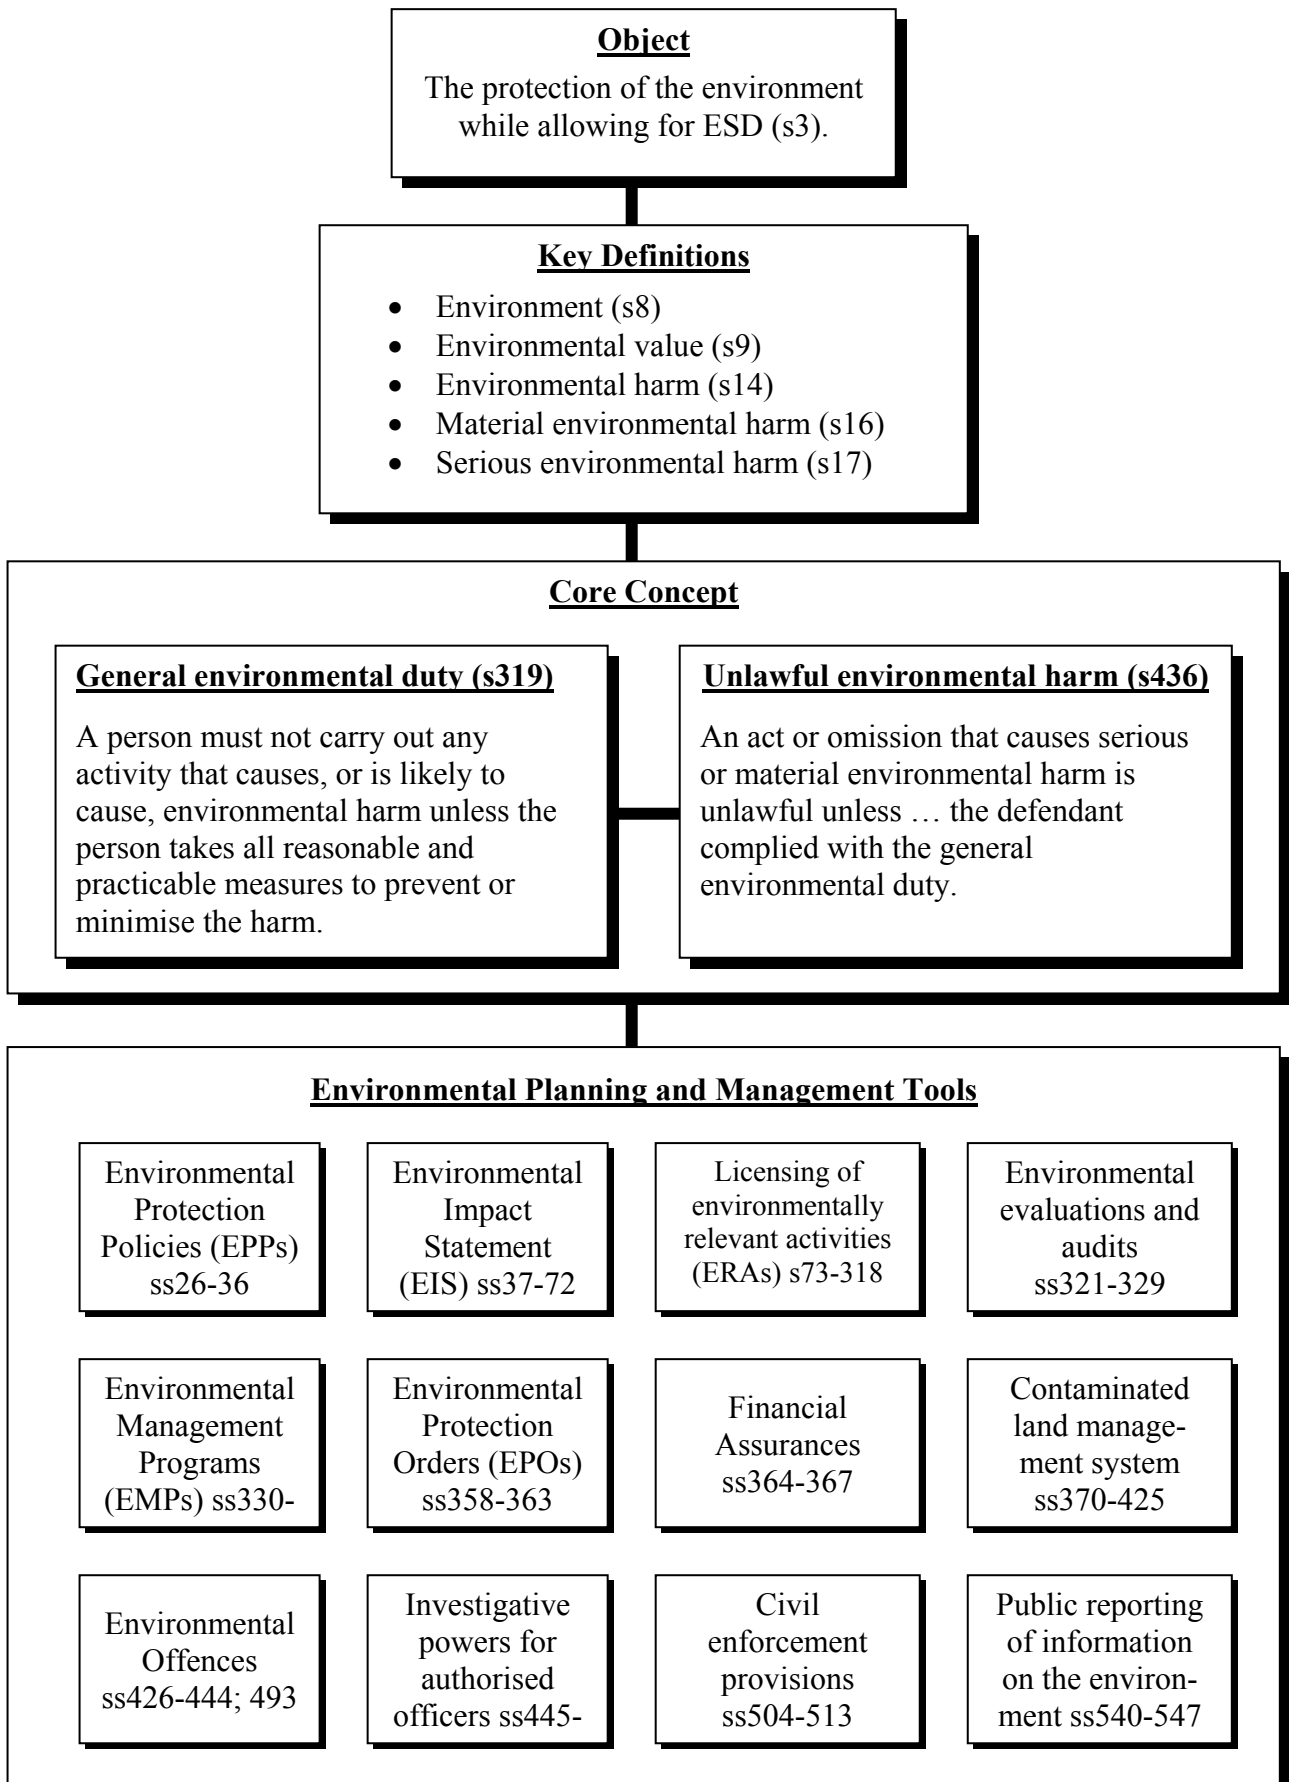 Object
The protection of the environment
while allowing for ESD (s3).
Key Definitions
• Environment (s8)
• Environmental value (s9)
• Environmental harm (s14)
• Material environmental harm (s16)
• Serious environmental harm (s17)
Core Concept
General environmental duty (s319)
A person must not carry out any
activity that causes, or is likely to
cause, environmental harm unless the
person takes all reasonable and
practicable measures to prevent or
minimise the harm.
Unlawful environmental harm (s436)
An act or omission that causes serious
or material environmental harm is
unlawful unless … the defendant
complied with the general
environmental duty.
Environmental Planning and Management Tools
Environmental
Protection
Policies (EPPs)
ss26-36
Environmental
Impact
Statement
(EIS) ss37-72
Licensing of
environmentally
relevant activities
(ERAs) s73-318
Environmental
evaluations and
audits
ss321-329
Environmental
Management
Programs
(EMPs) ss330-
Environmental
Protection
Orders (EPOs)
ss358-363
Financial
Assurances
ss364-367
Contaminated
land manage-
ment system
ss370-425
Environmental
Offences
ss426-444; 493
Investigative
powers for
authorised
officers ss445-
Civil
enforcement
provisions
ss504-513
Public reporting
of information
on the environ-
ment ss540-547